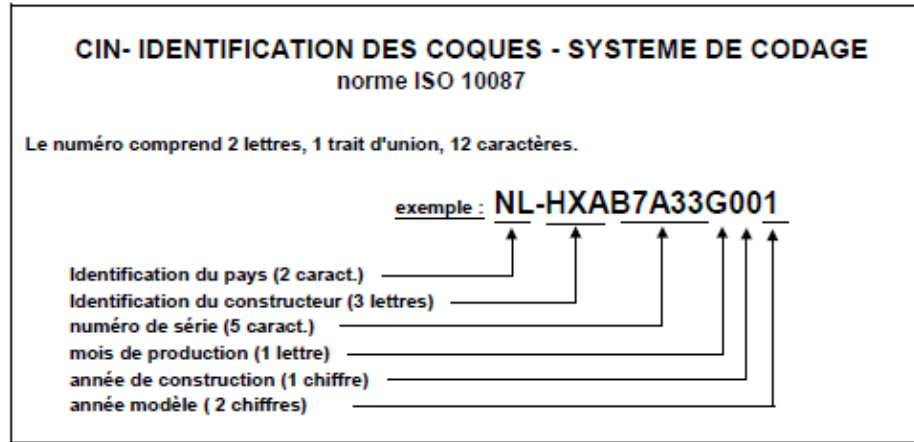 CIN- IDENTIFICATION DES COQUES - SYSTEME DE CODAGE
norme ISO 10087
Le numéro comprend 2 lettres, 1 trait d'union, 12 caractères.
exemple : NL-HXAB7A33G001
Identification du pays (2 caract.)
Identification du constructeur (3 lettres)
numéro de série (5 caract.)
mois de production (1 lettre)
année de construction (1 chiffre)
année modèle ( 2 chiffres)